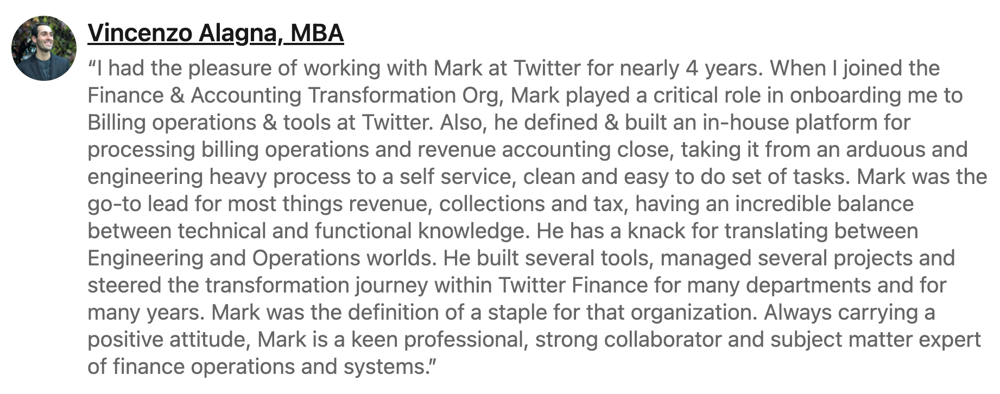 Vincenzo Alagna, MBA
“I had the pleasure of working with Mark at Twitter for nearly 4 years. When I joined the
Finance & Accounting Transformation Org, Mark played a critical role in onboarding me to
Billing operations & tools at Twitter. Also, he defined & built an in-house platform for
processing billing operations and revenue accounting close, taking it from an arduous and
engineering heavy process to a self service, clean and easy to do set of tasks. Mark was the
go-to lead for most things revenue, collections and tax, having an incredible balance
between technical and functional knowledge. He has a knack for translating between
Engineering and Operations worlds. He built several tools, managed several projects and
steered the transformation journey within Twitter Finance for many departments and for
many years. Mark was the definition of a staple for that organization. Always carrying a
positive attitude, Mark is a keen professional, strong collaborator and subject matter expert
of finance operations and systems.”